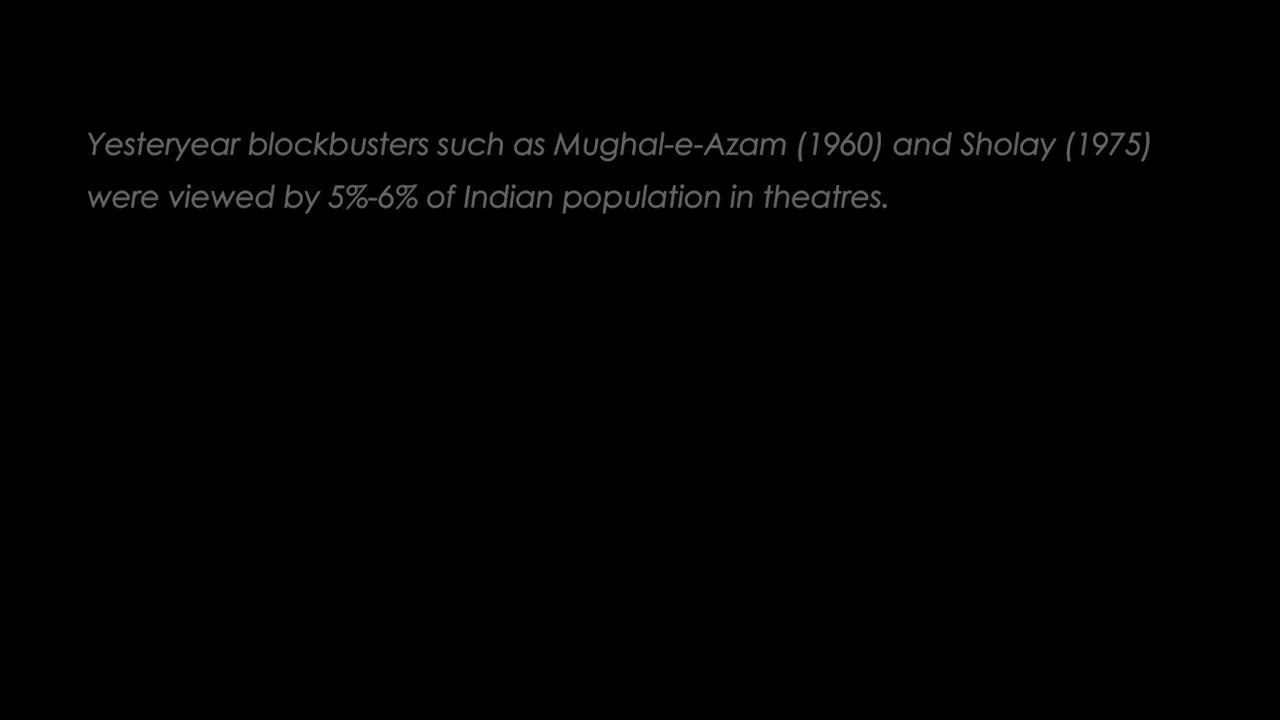 Yesteryear blockbusters such as Mughal-e-Azam (1960) and Sholay (1975)
were viewed by 5%-6% of Indian population in theatres.